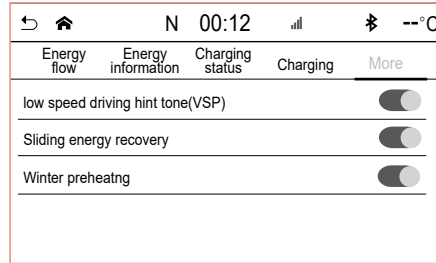 N 00:12 --°C
Energy flow Energy information Charging status Charging More
low speed driving hint tone(VSP)
Sliding energy recovery
Winter preheatng